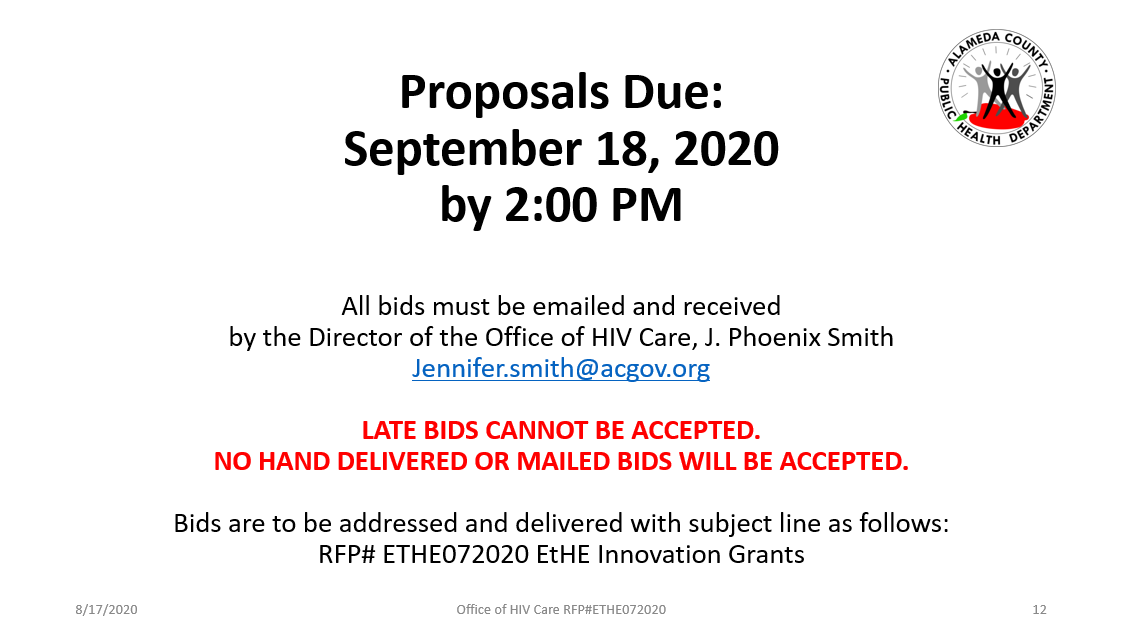 Proposals Due:
September 18, 2020
by 2:00 PM
ALAMEDA COUNTY
PUBLIC HEALTH DEPARTMENT
All bids must be emailed and received
by the Director of the Office of HIV Care, J. Phoenix Smith
Jennifer.smith@acgov.org
LATE BIDS CANNOT BE ACCEPTED.
NO HAND DELIVERED OR MAILED BIDS WILL BE ACCEPTED.
Bids are to be addressed and delivered with subject line as follows:
RFP# ETHE072020 EtHE Innovation Grants
8/17/2020
Office of HIV Care RFP#ETHE072020
12